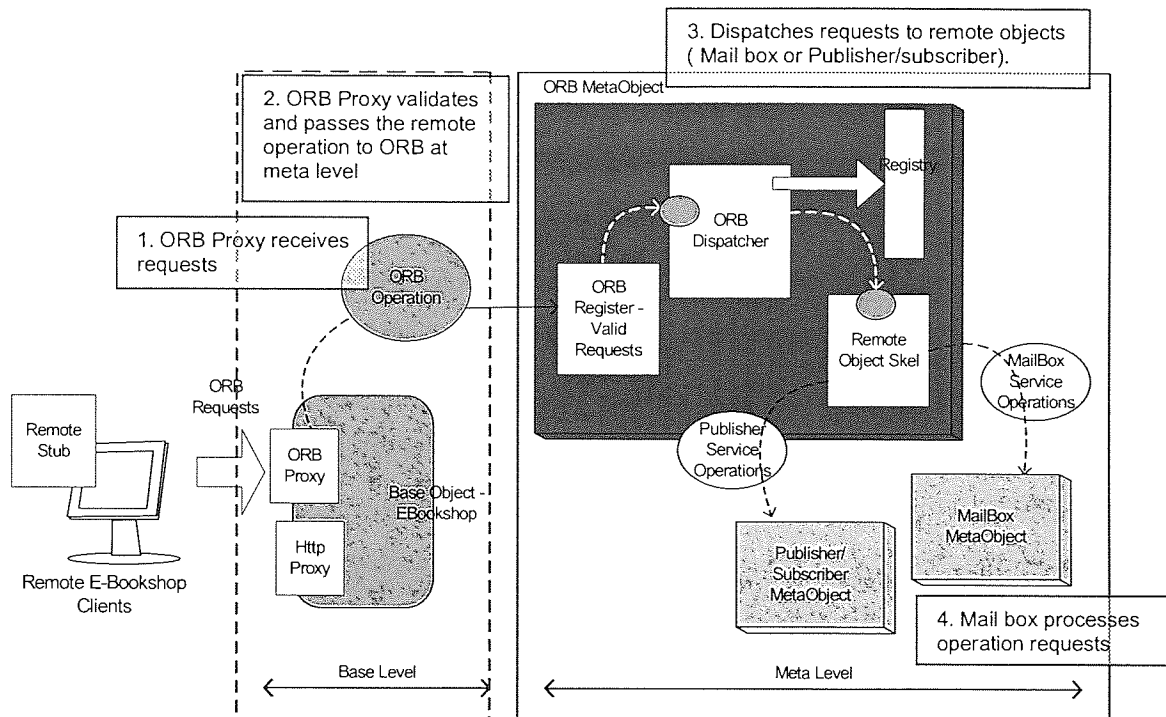 3. Dispatches requests to remote objects
( Mail box or Publisher/subscriber).
2. ORB Proxy validates
and passes the remote
operation to ORB at
meta level
ORB MetaObject
Registry
1. ORB Proxy receives
requests
ORB
Operation
ORB
Dispatcher
ORB
Register -
Valid
Requests
Remote
Object Skel
MailBox
Service
Operations
ORB
Requests
Remote
Stub
Publisher
Service
Operations
ORB
Proxy
Base Object -
EBookshop
Http
Proxy
MailBox
MetaObject
Publisher/
Subscriber
MetaObject
Remote E-Bookshop
Clients
4. Mail box processes
operation requests
Base Level
Meta Level